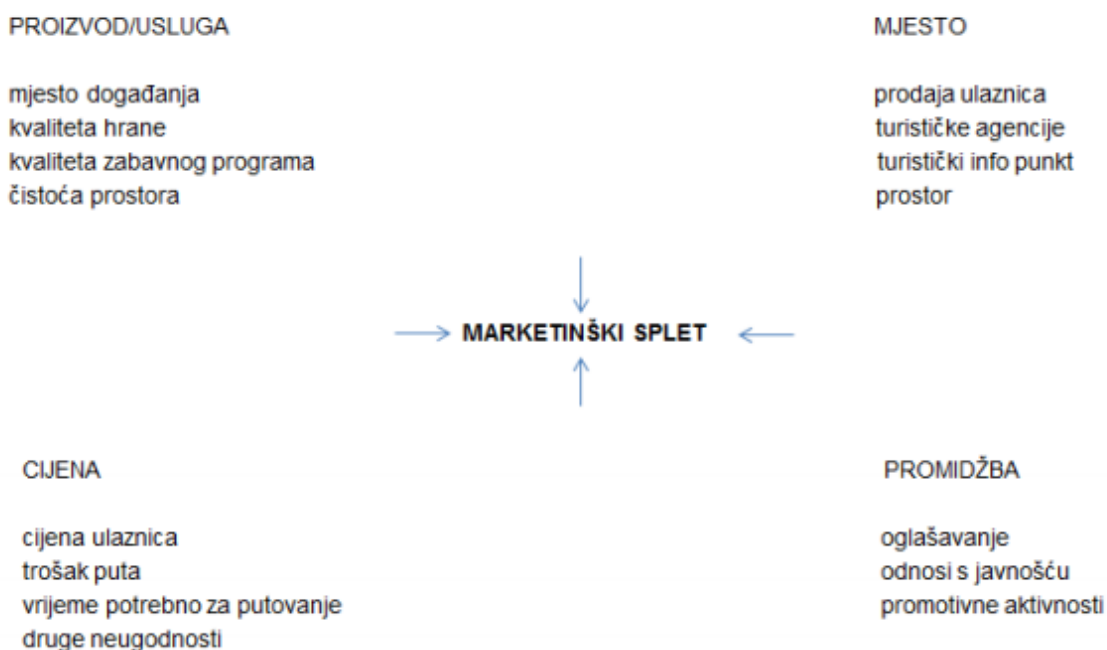 PROIZVOD/USLUGA
mjesto događanja
kvaliteta hrane
kvaliteta zabavnog programa
čistoća prostora
MJESTO
prodaja ulaznica
turističke agencije
turistički info punkt
prostor
MARKETINŠKI SPLET
CIJENA
cijena ulaznica
trošak puta
vrijeme potrebno za putovanje
druge neugodnosti
PROMIDŽBA
oglašavanje
odnosi s javnošću
promotivne aktivnosti